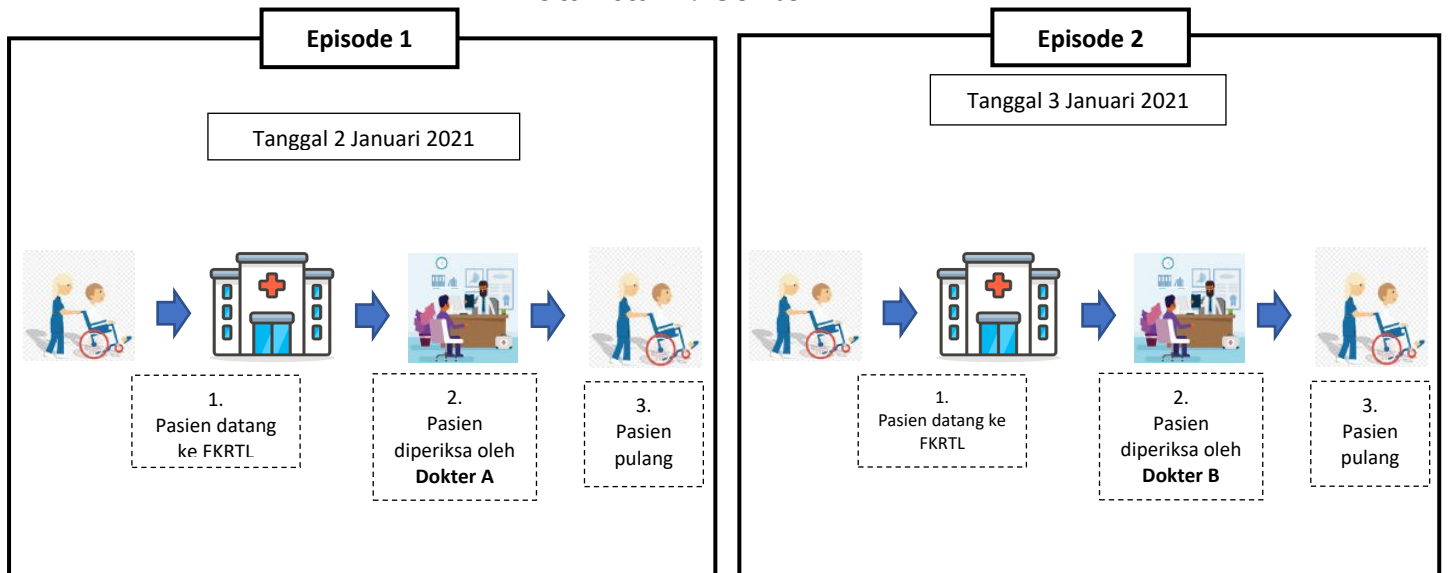 Episode 1
Tanggal 2 Januari 2021
1.
Pasien datang
ke FKRTL
2.
Pasien
diperiksa oleh
Dokter A
3.
Pasien
pulang
Episode 2
Tanggal 3 Januari 2021
1.
Pasien datang ke
FKRTL
2.
Pasien
diperiksa oleh
Dokter B
3.
Pasien
pulang